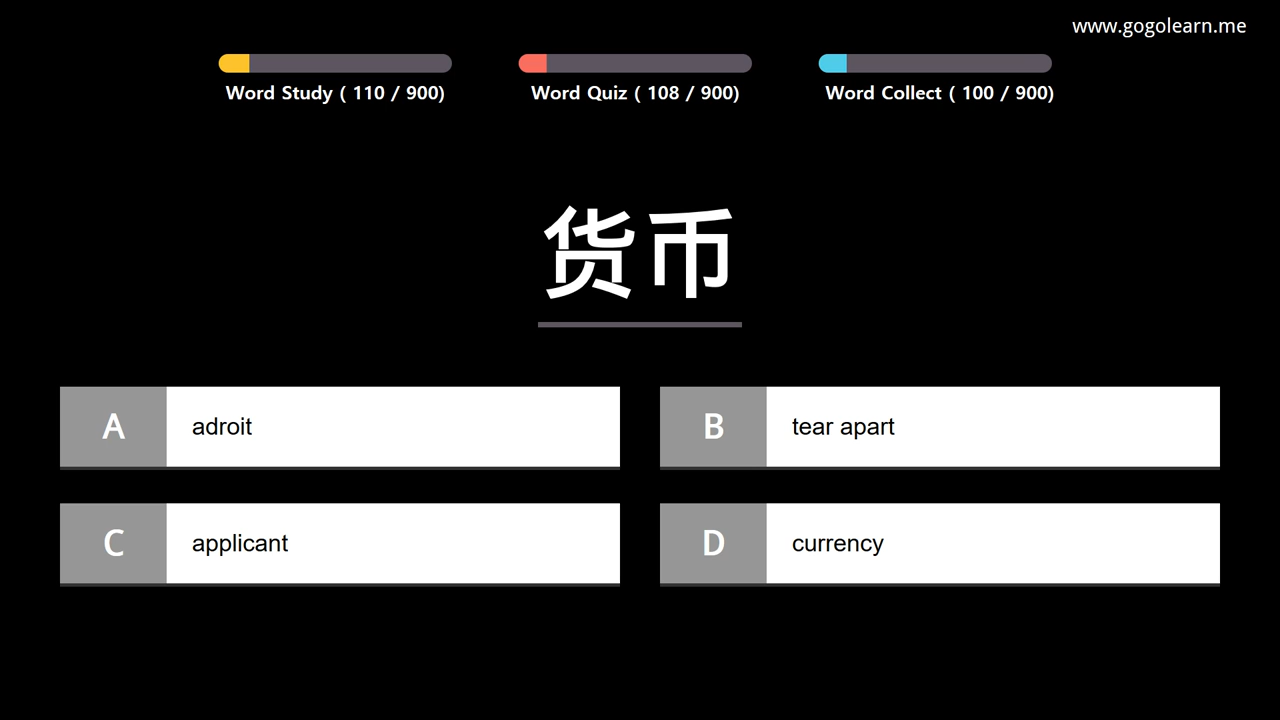 www.gogolearn.me
Word Study ( 110 / 900)
Word Quiz ( 108 / 900)
Word Collect ( 100 / 900)
货币
A adroit
B tear apart
C applicant
D currency